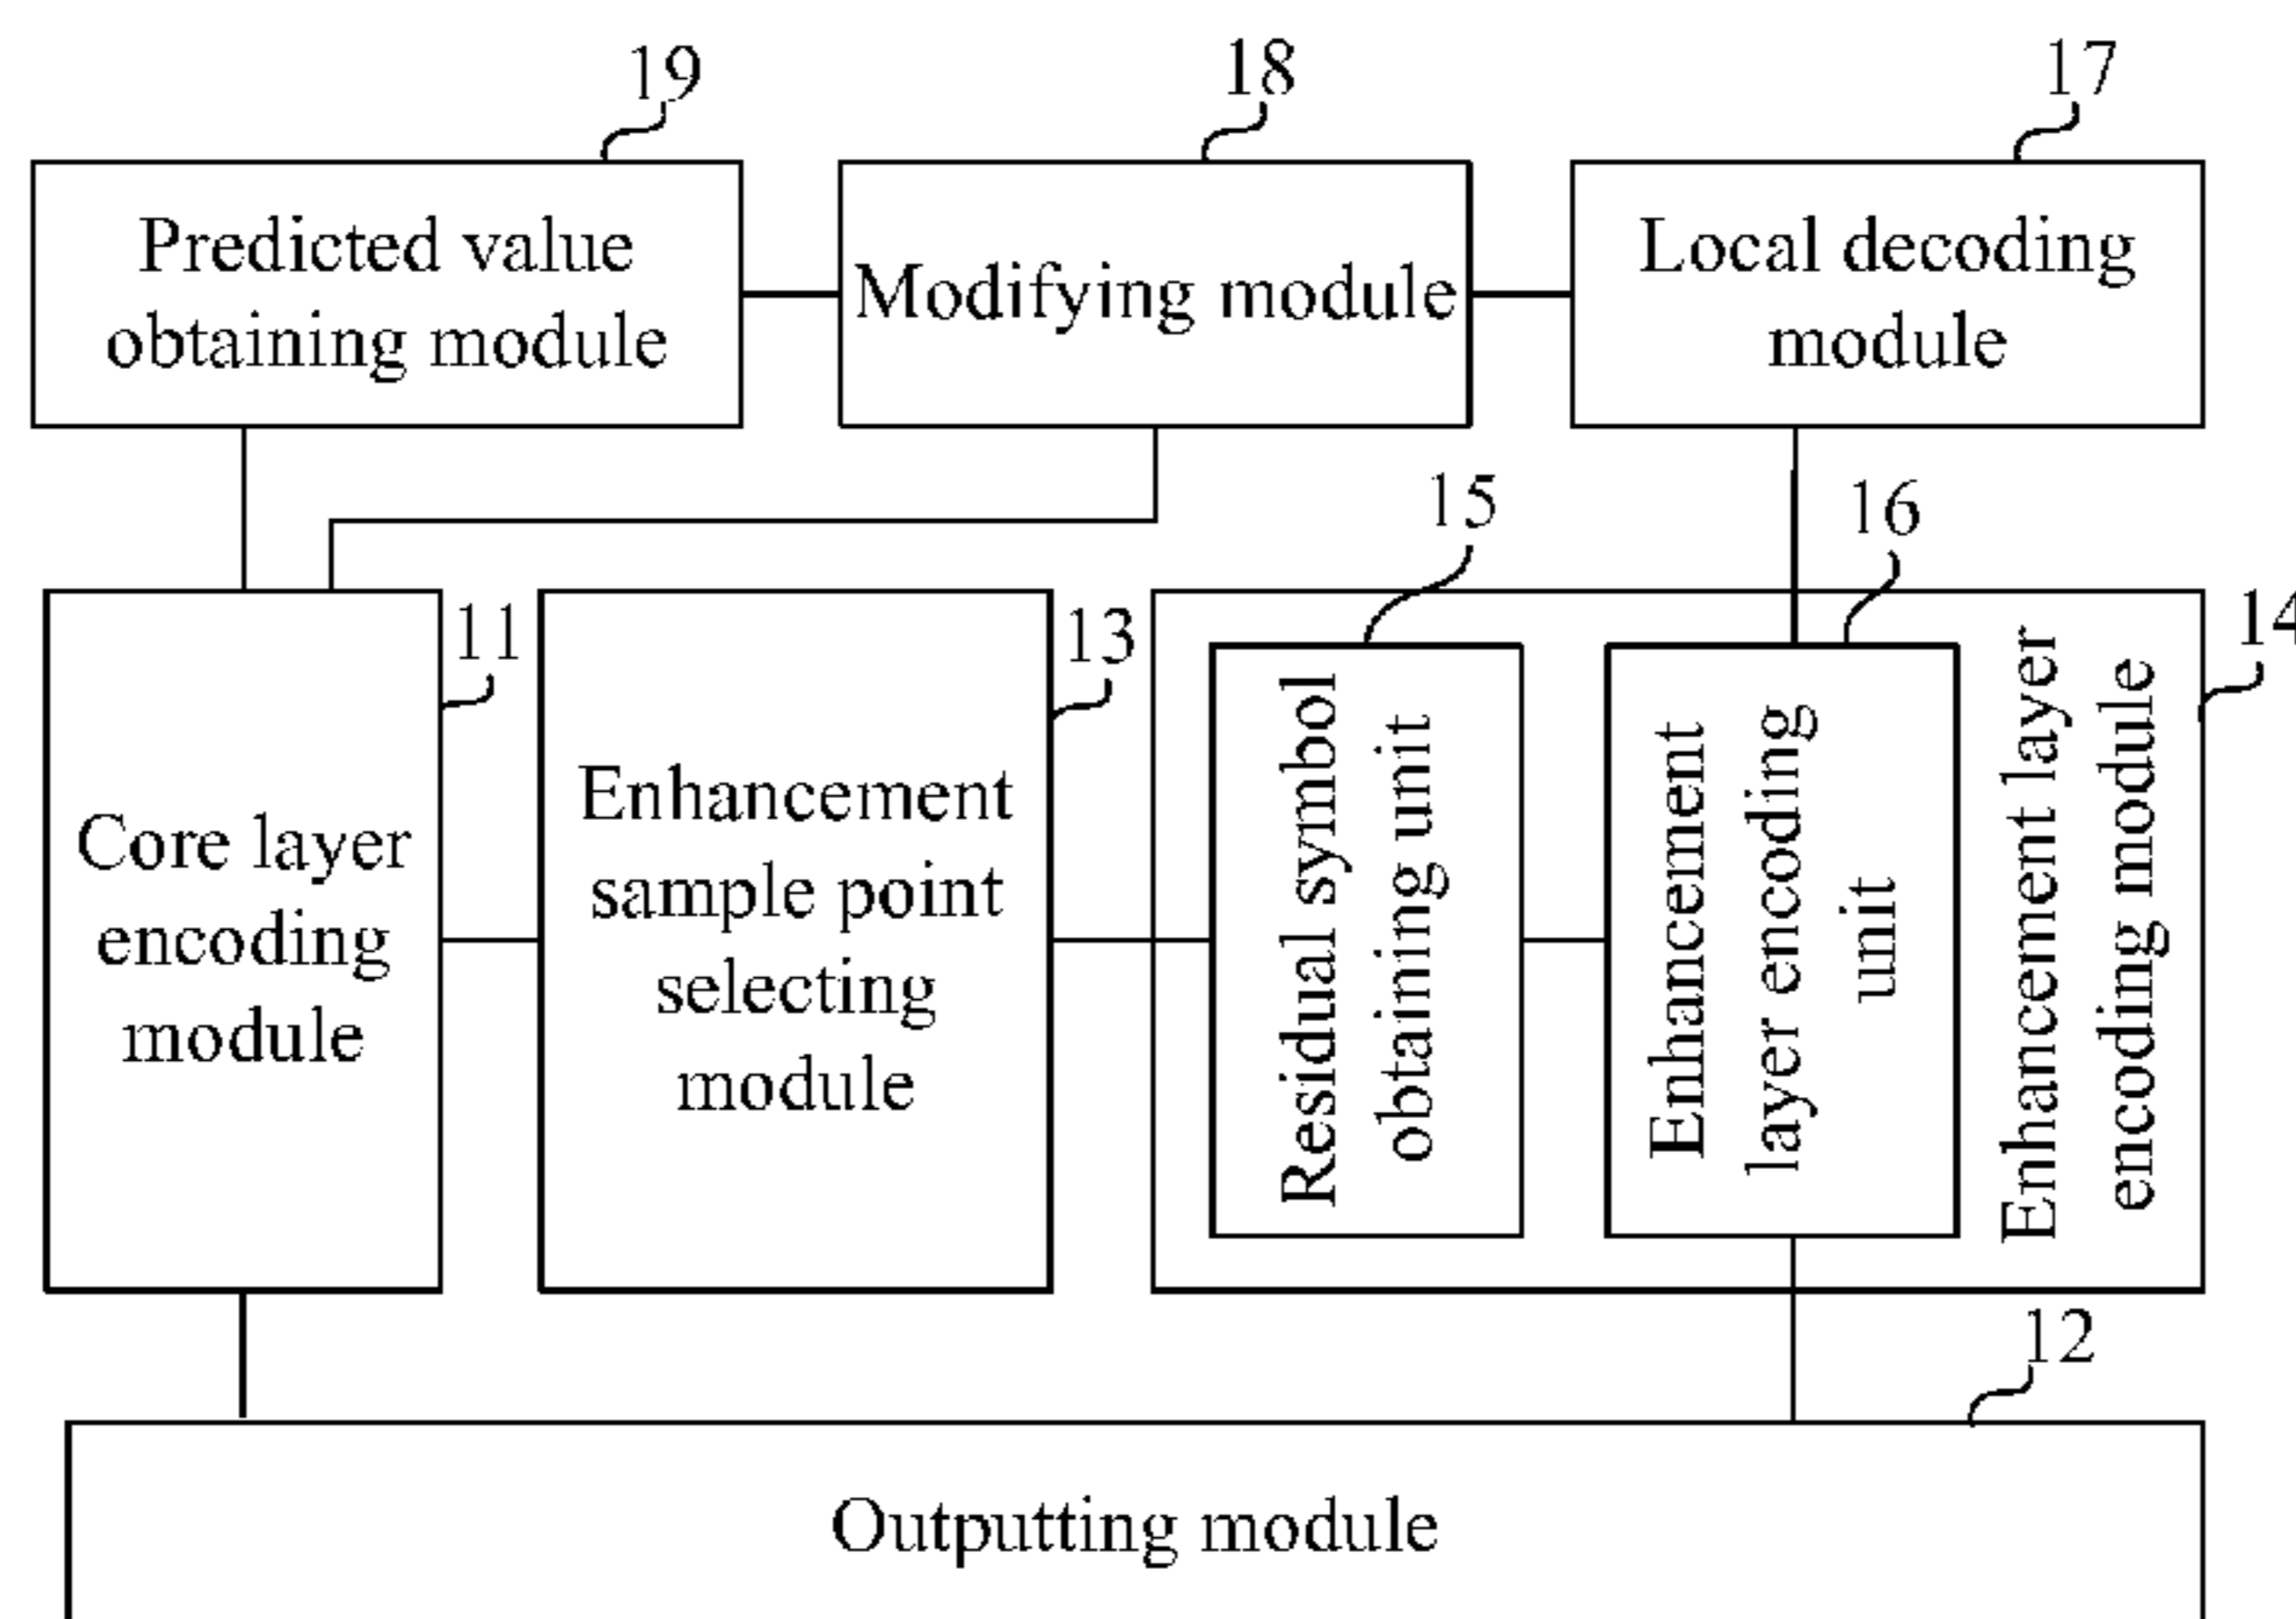 19
18
17
Predicted value
obtaining module
Modifying module
Local decoding
module
15
16
11
13
14
Core layer
encoding
module
Enhancement
sample point
selecting
module
Residual symbol
obtaining unit
Enhancement
layer encoding
unit
Enhancement layer
encoding module
12
Outputting module